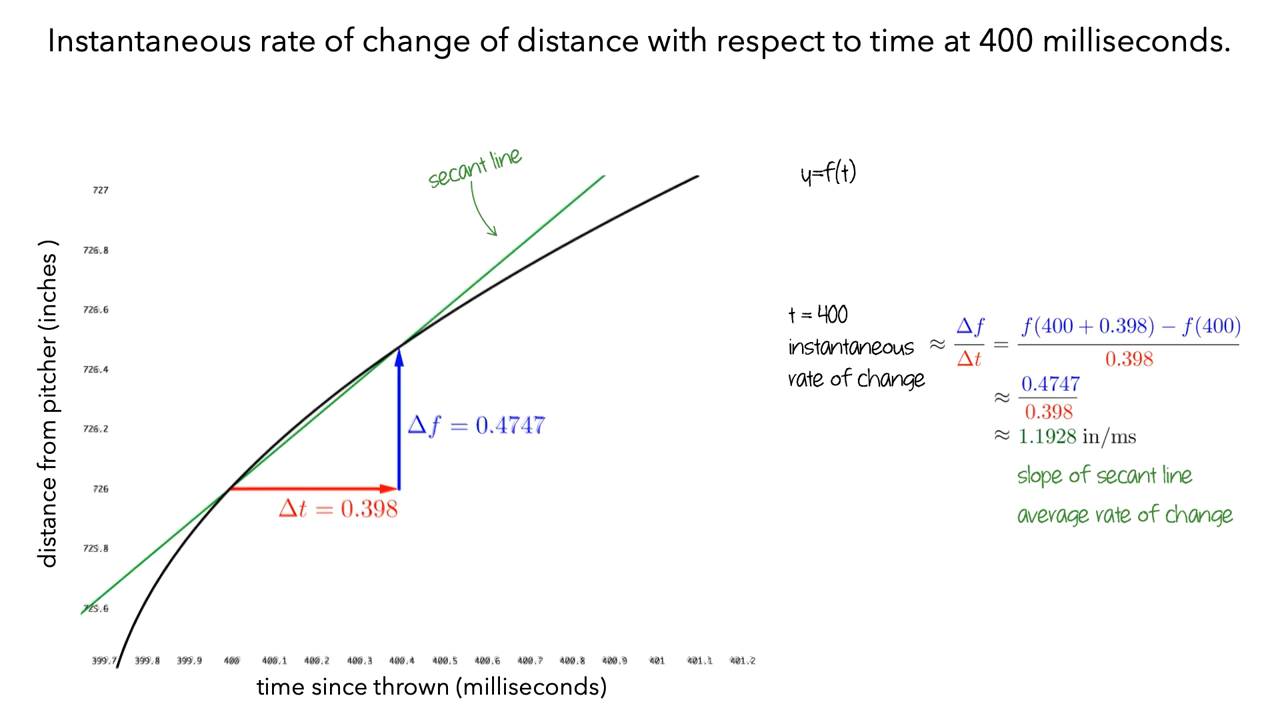 Instantaneous rate of change of distance with respect to time at 400 milliseconds.
secant line
y=f(t)
727
726.8
726.6
726.4
726.2
726
725.8
725.6
distance from pitcher (inches )
Δf = 0.4747
Δt = 0.398
399.7 399.8 399.9 400 400.1 400.2 400.3 400.4 400.5 400.6 400.7 400.8 400.9 401 401.1 401.2
time since thrown (milliseconds)
t = 400
instantaneous
rate of change
≈ Δf/Δt = f(400 + 0.398) − f(400)/0.398
≈ 0.4747/0.398
≈ 1.1928 in/ms
slope of secant line
average rate of change